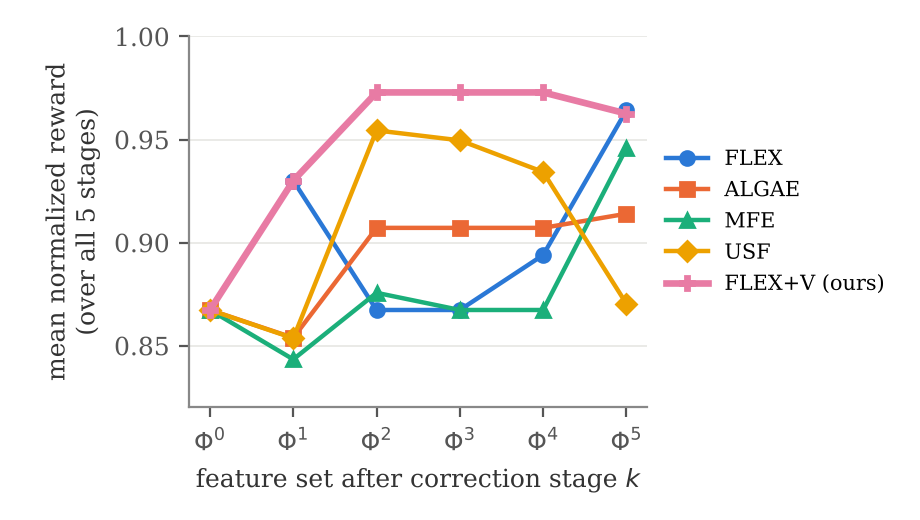 mean normalized reward
(over all 5 stages)
1.00
0.95
0.90
0.85
Φ⁰ Φ¹ Φ² Φ³ Φ⁴ Φ⁵
feature set after correction stage k
FLEX
ALGAE
MFE
USF
FLEX+V (ours)